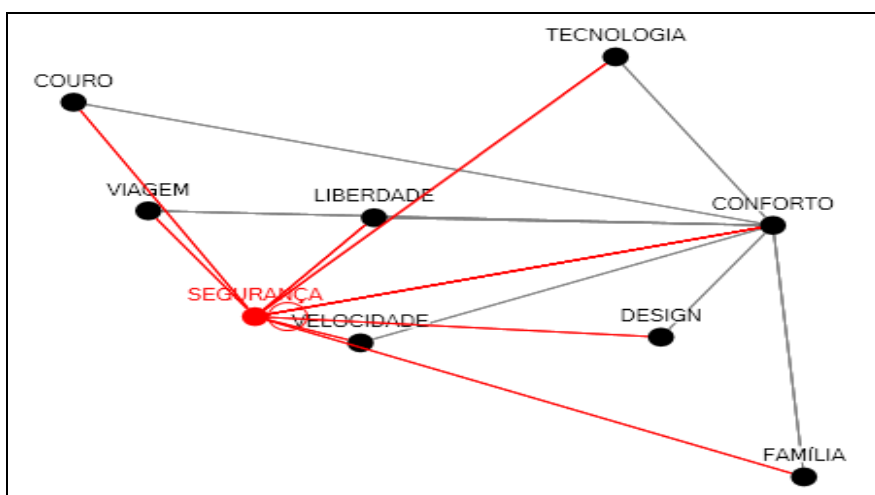 TECNOLOGIA
COURO
VIAGEM
LIBERDADE
CONFORTO
SEGURANÇA
VELOCIDADE
DESIGN
FAMíLIA